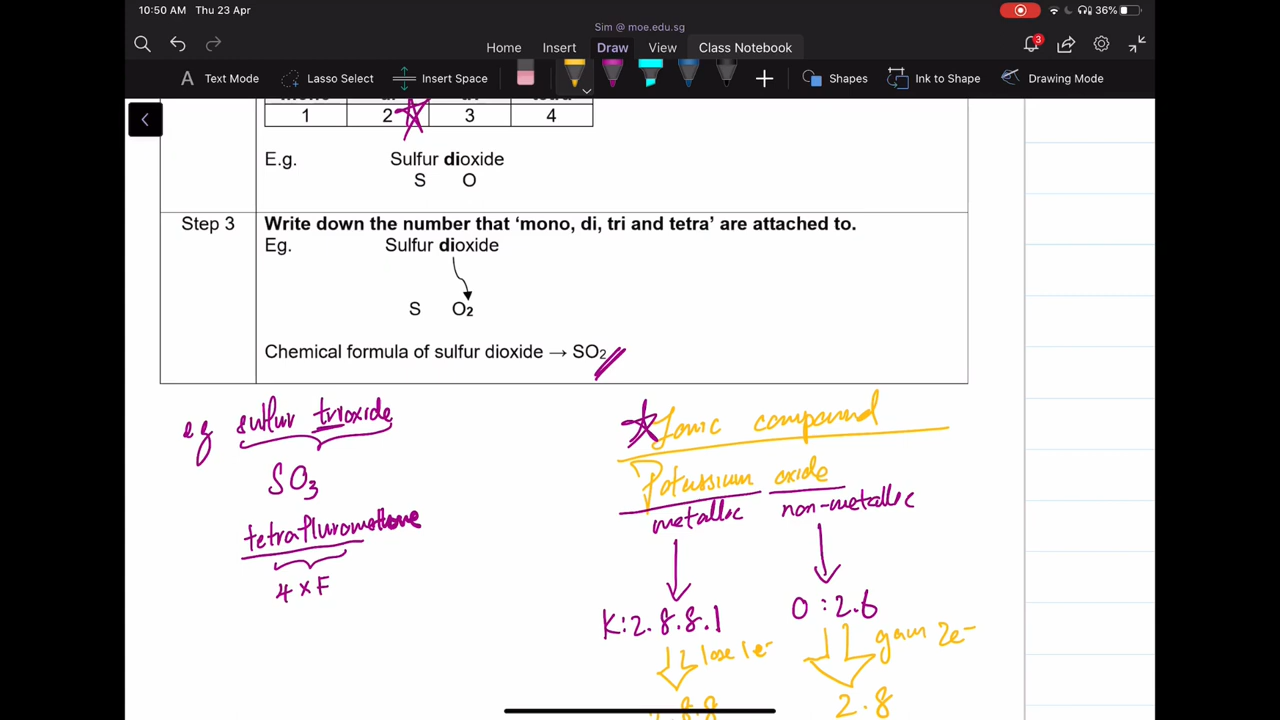 10:50 AM Thu 23 Apr
36%
Sim @ moe.edu.sg
Home Insert Draw View Class Notebook
3
Text Mode Lasso Select Insert Space Shapes Ink to Shape Drawing Mode
1 2 3 4
E.g. Sulfur dioxide
S O
Step 3 Write down the number that ‘mono, di, tri and tetra’ are attached to.
Eg. Sulfur dioxide
S O2
Chemical formula of sulfur dioxide → SO2
eg sulfur trioxide
SO3
tetrafluromethane
4 x F
Ionic compound
Potassium oxide
metallic non-metallic
K:2.8.8.1 O:2.6
lose 1e- gain 2e-
2.8.8 2.8